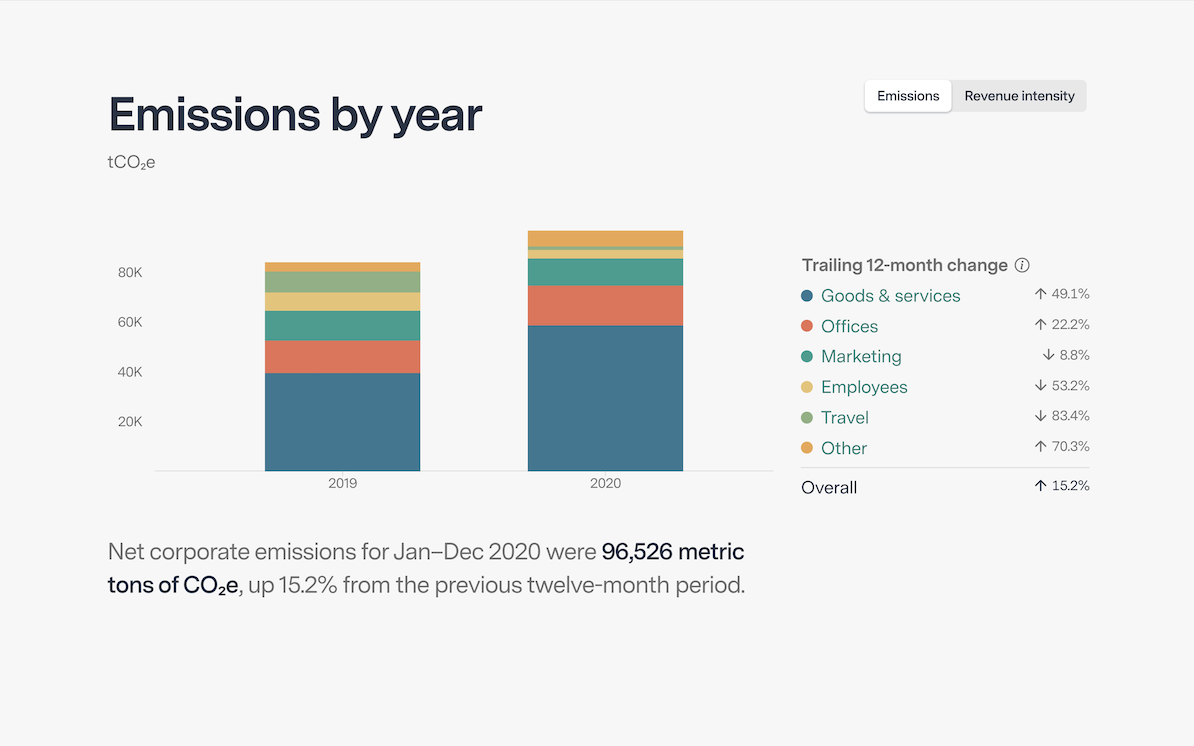 Emissions by year
tCO₂e
Emissions
Revenue intensity
80K
60K
40K
20K
2019
2020
Trailing 12-month change
Goods & services ↑ 49.1%
Offices ↑ 22.2%
Marketing ↓ 8.8%
Employees ↓ 53.2%
Travel ↓ 83.4%
Other ↑ 70.3%
Overall ↑ 15.2%
Net corporate emissions for Jan–Dec 2020 were 96,526 metric
tons of CO₂e, up 15.2% from the previous twelve-month period.